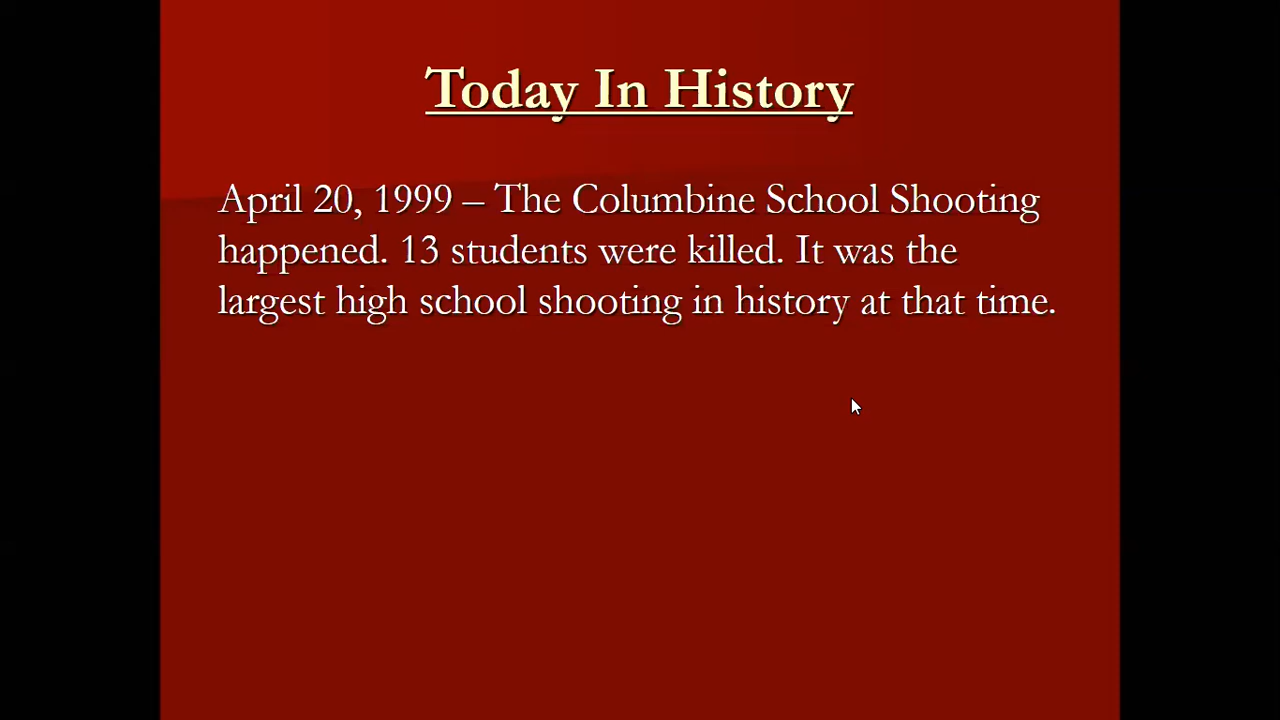 Today In History
April 20, 1999 – The Columbine School Shooting
happened. 13 students were killed. It was the
largest high school shooting in history at that time.